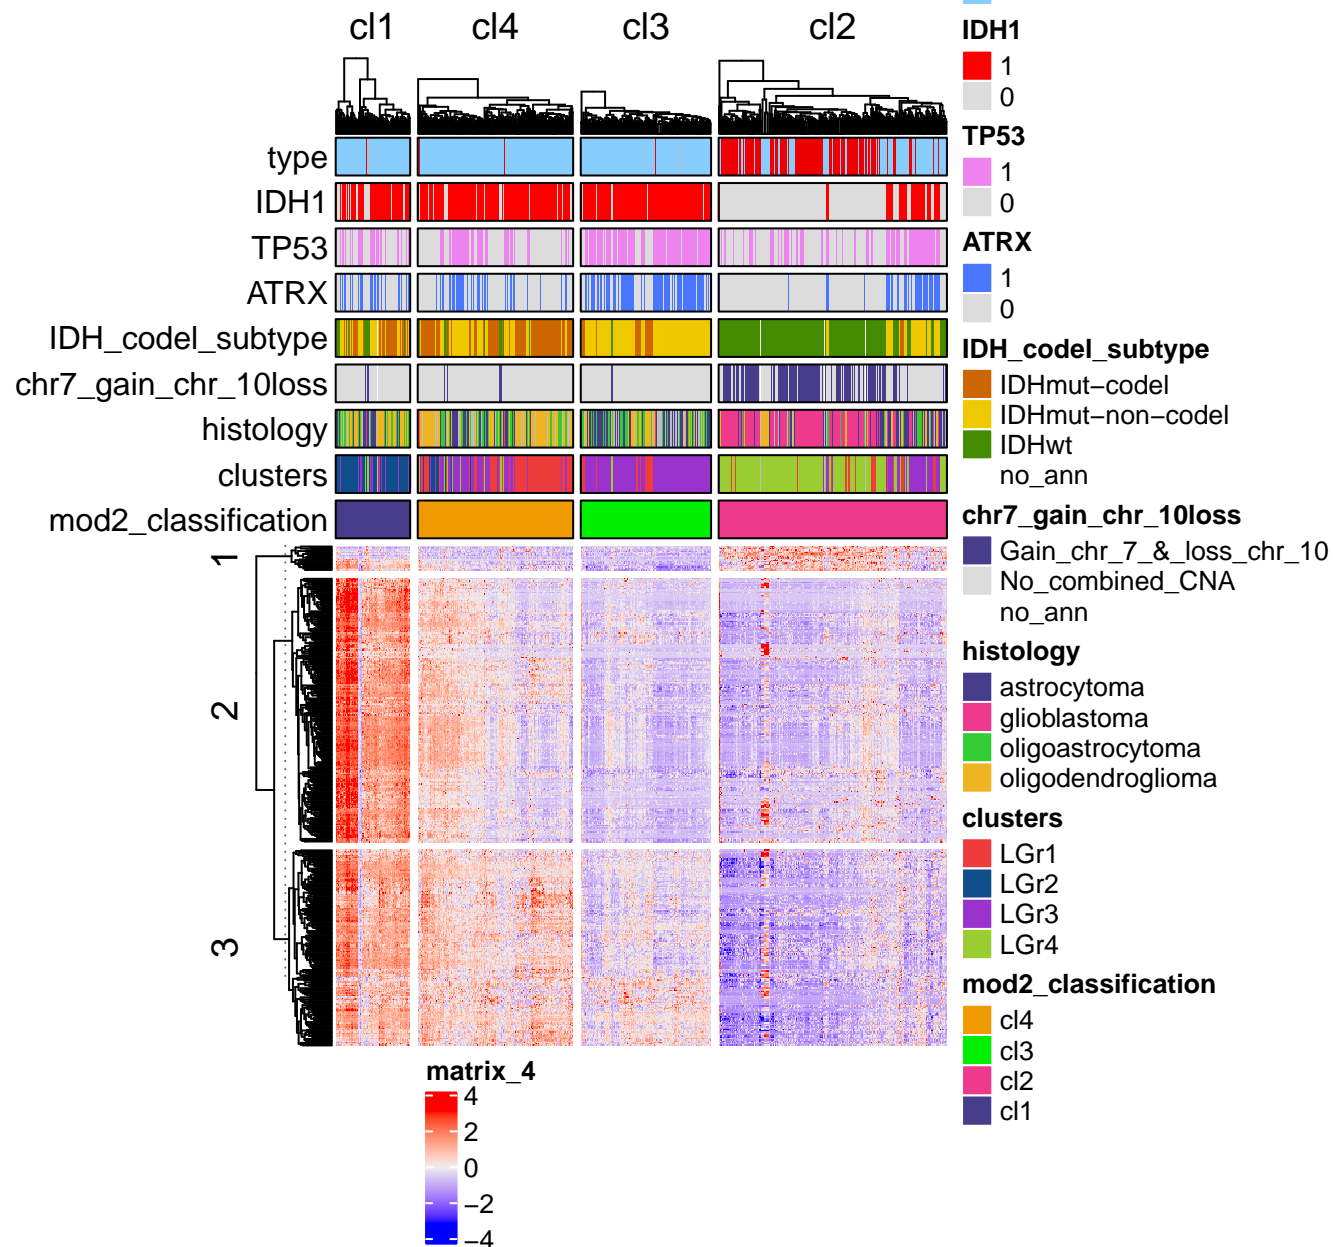 cl1 cl4 cl3 cl2
type
IDH1
TP53
ATRX
IDH_codel_subtype
chr7_gain_chr_10loss
histology
clusters
mod2_classification
1
2
3
matrix_4
4
2
0
−2
−4
IDH1
1
0
TP53
1
0
ATRX
1
0
IDH_codel_subtype
IDHmut−codel
IDHmut−non−codel
IDHwt
no_ann
chr7_gain_chr_10loss
Gain_chr_7_&_loss_chr_10
No_combined_CNA
no_ann
histology
astrocytoma
glioblastoma
oligoastrocytoma
oligodendroglioma
clusters
LGr1
LGr2
LGr3
LGr4
mod2_classification
cl4
cl3
cl2
cl1